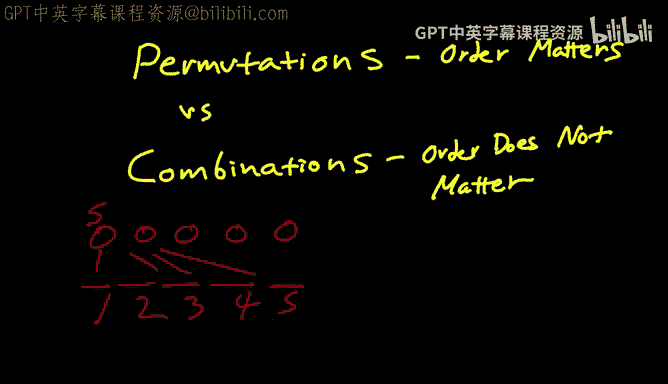 GPT中英字幕课程资源@bilibili.com
GPT中英字幕课程资源 bilibili
Permutations - Order Matters
vs
Combinations - Order Does Not
Matter
5
O O O O O
1 2 3 4 5